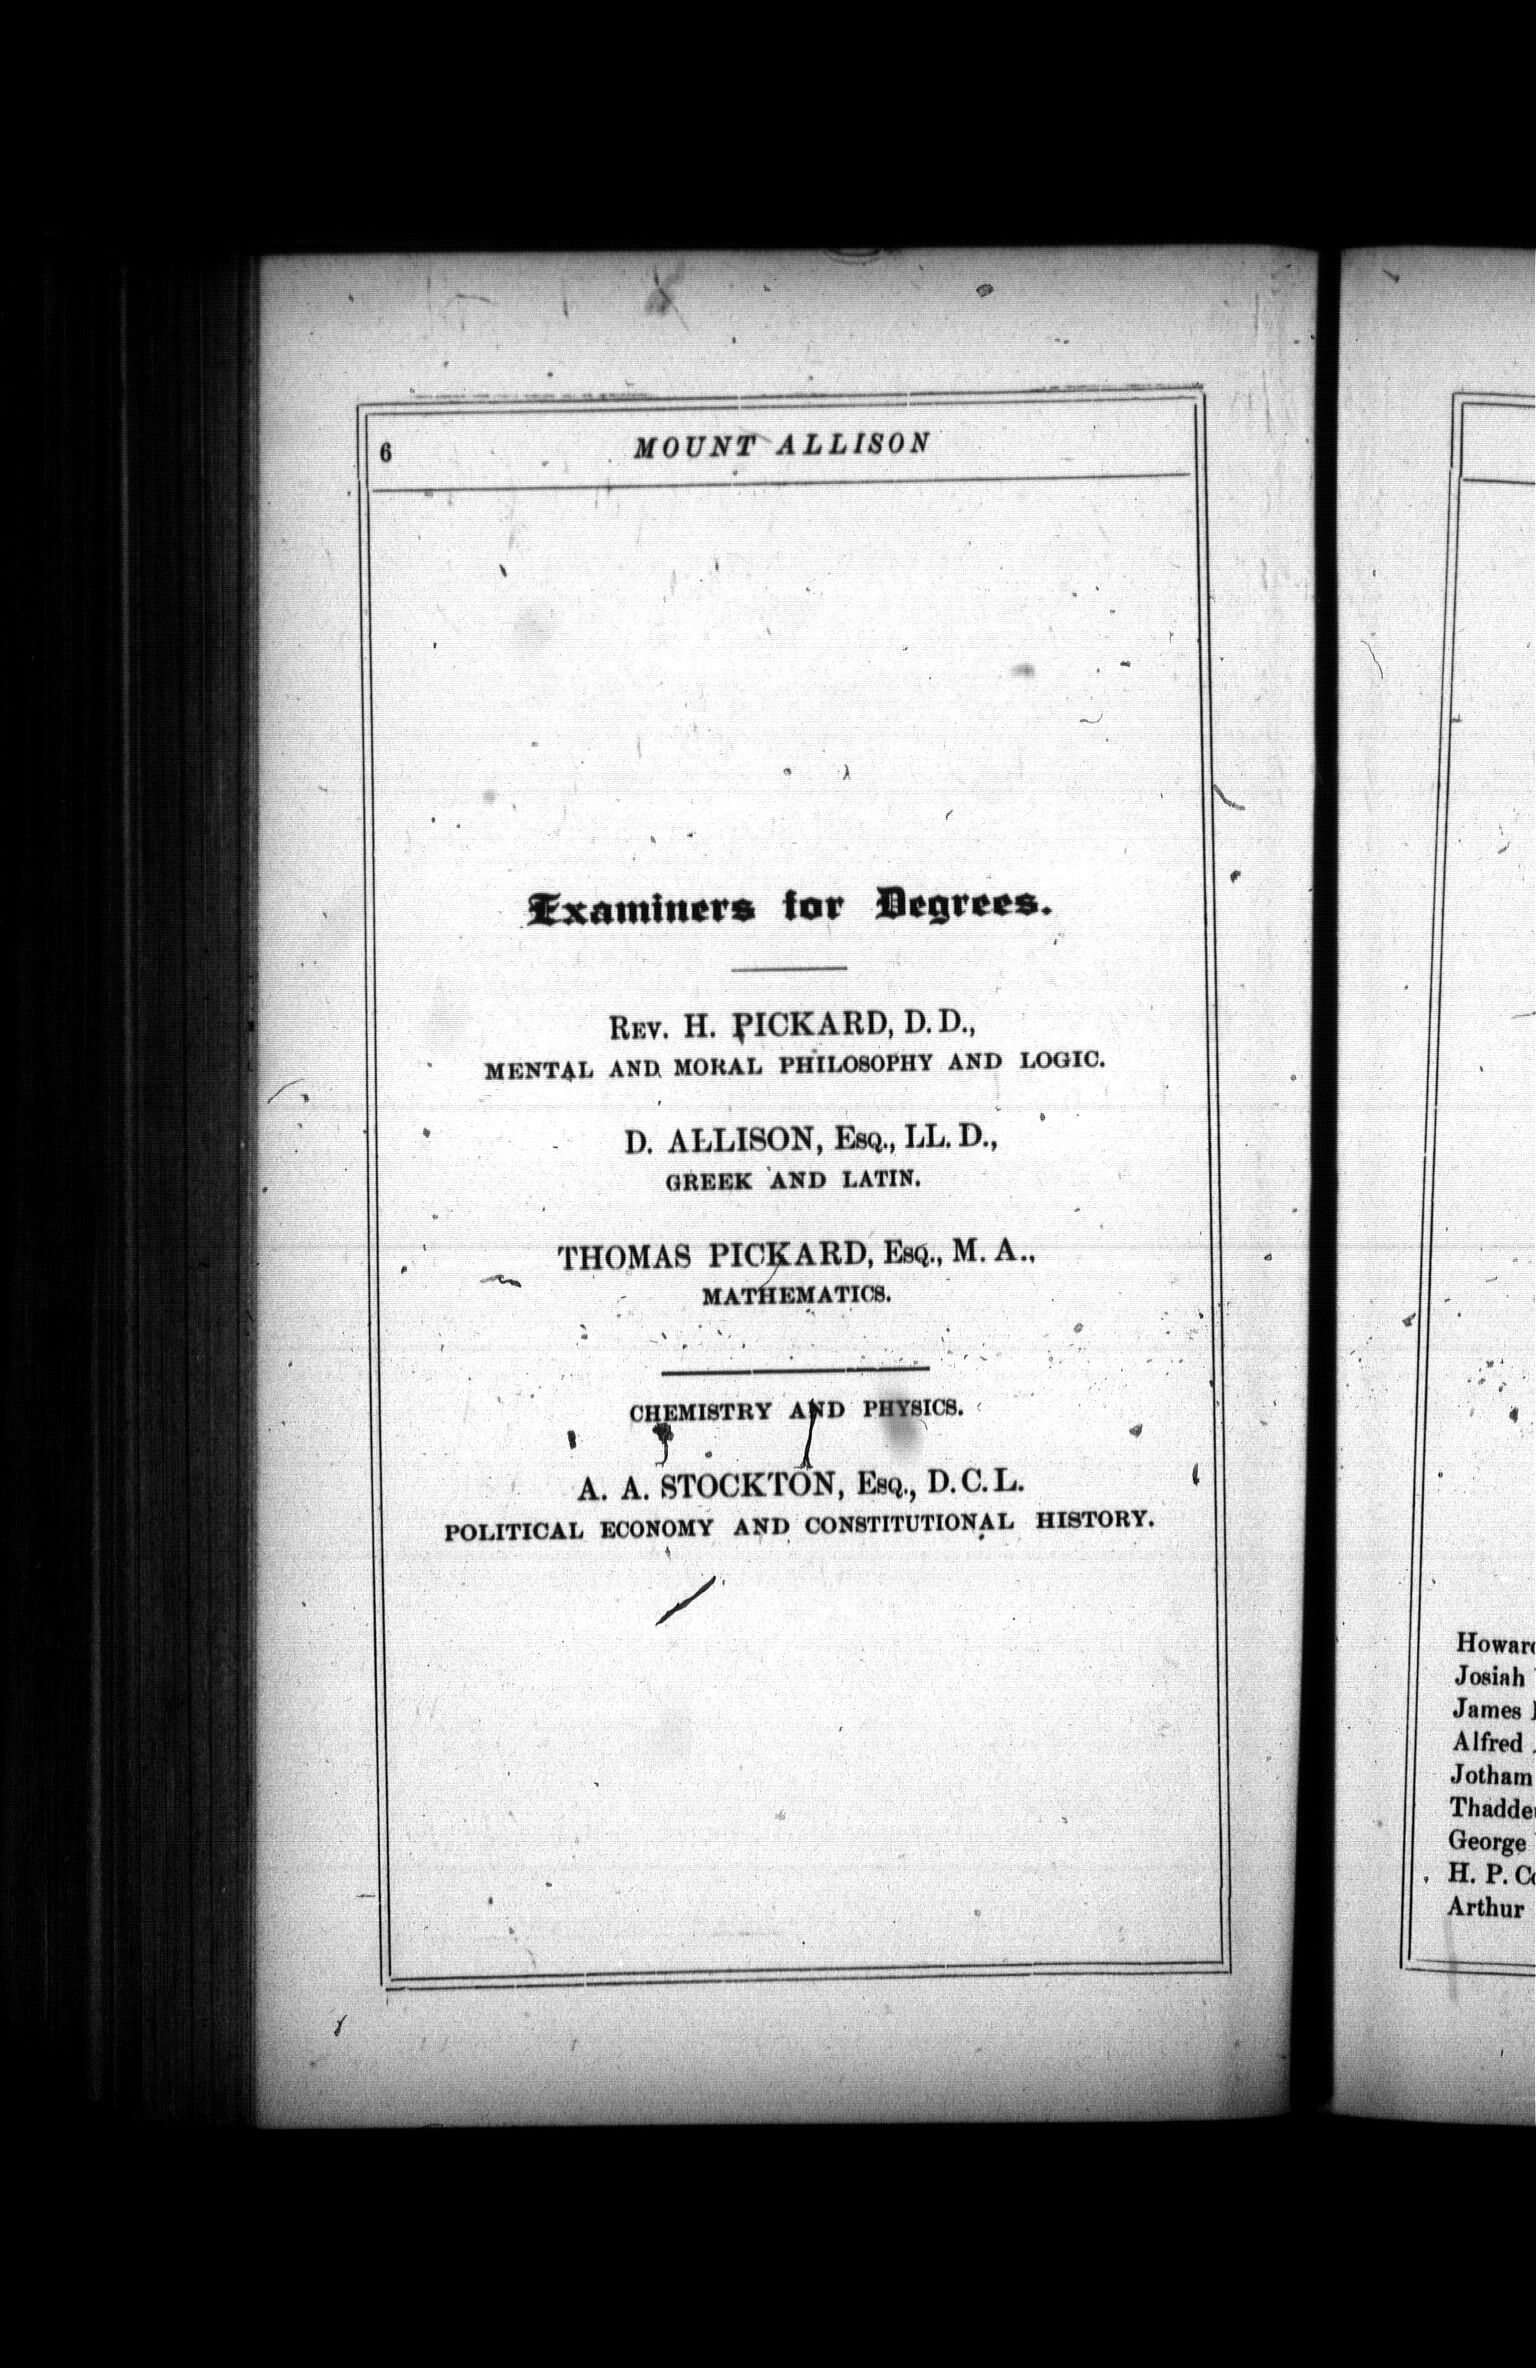 6 MOUNT ALLISON
Examiners for Degrees.
REV. H. PICKARD, D. D.,
MENTAL AND MORAL PHILOSOPHY AND LOGIC.
D. ALLISON, ESQ., LL. D.,
GREEK AND LATIN.
THOMAS PICKARD, ESQ., M. A.,
MATHEMATICS.
CHEMISTRY AND PHYSICS.
A. A. STOCKTON, ESQ., D. C. L.
POLITICAL ECONOMY AND CONSTITUTIONAL HISTORY.
Josiah
James
Alfred
Jotham
George
H. P.
Arthur